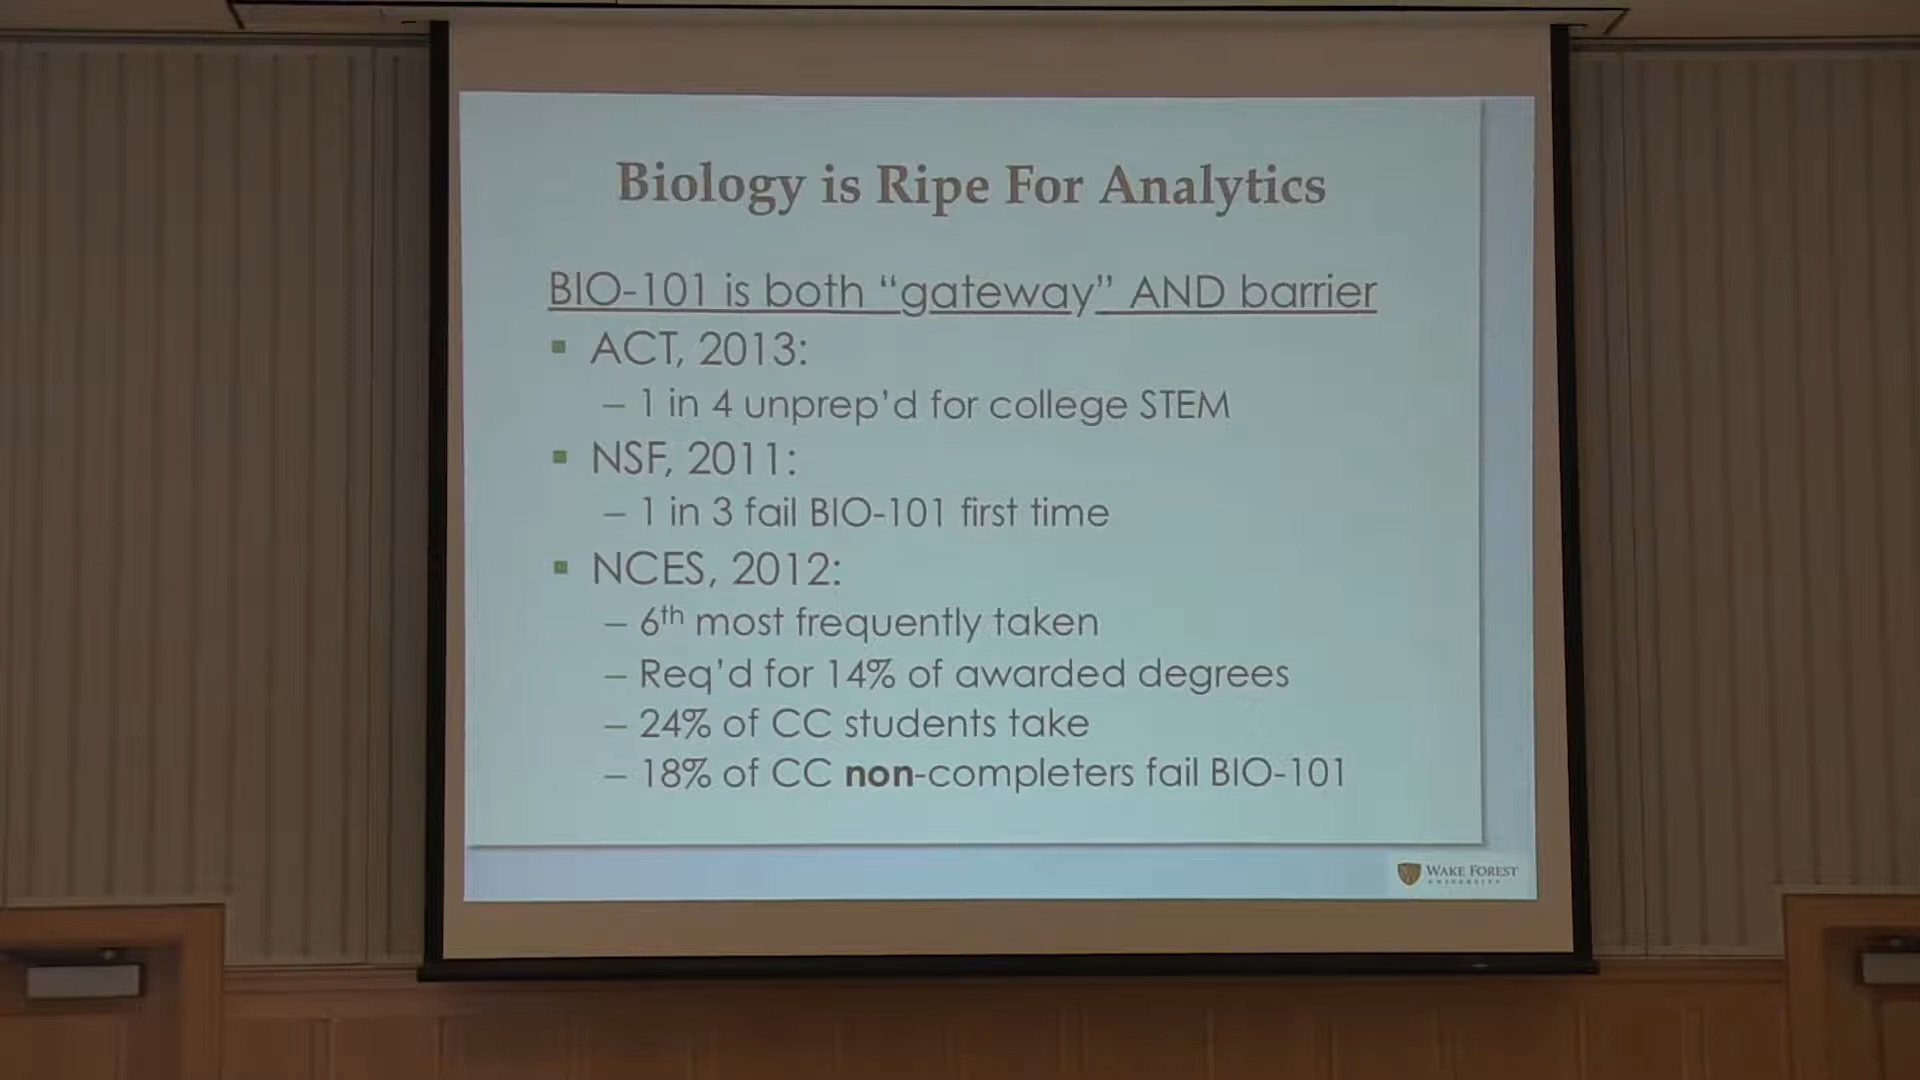 Biology is Ripe For Analytics
BIO-101 is both “gateway” AND barrier
▪ ACT, 2013:
– 1 in 4 unprep’d for college STEM
▪ NSF, 2011:
– 1 in 3 fail BIO-101 first time
▪ NCES, 2012:
– 6th most frequently taken
– Req’d for 14% of awarded degrees
– 24% of CC students take
– 18% of CC non-completers fail BIO-101
WAKE FOREST
UNIVERSITY